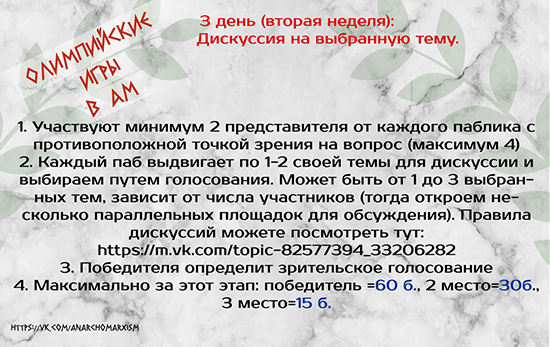 ОЛИМПИЙСКИЕ
ИГРЫ
В АМ
3 день (вторая неделя):
Дискуссия на выбранную тему.
1. Участвуют минимум 2 представителя от каждого паблика с
противоположной точкой зрения на вопрос (максимум 4)
2. Каждый паб выдвигает по 1-2 своей темы для дискуссии и
выбираем путем голосования. Может быть от 1 до 3 выбран-
ных тем, зависит от числа участников (тогда откроем не-
сколько параллельных площадок для обсуждения). Правила
дискуссий можете посмотреть тут:
https://m.vk.com/topic-82577394_33206282
3. Победителя определит зрительское голосование
4. Максимально за этот этап: победитель =60 б., 2 место=30б.,
3 место=15 б.
HTTPS://VK.COM/ANARCHOMARXISM